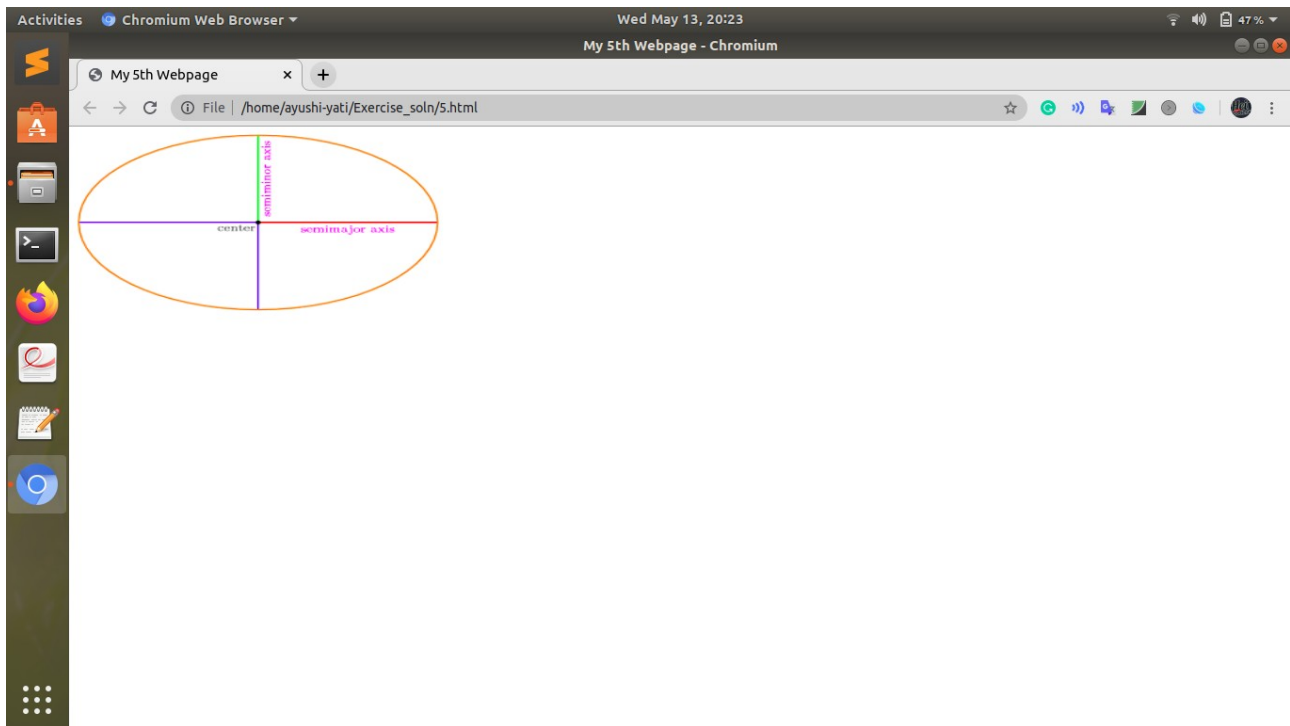 Activities Chromium Web Browser Wed May 13, 20:23 47 %
My 5th Webpage - Chromium
My 5th Webpage
File /home/ayushi-yati/Exercise_soln/5.html
semiminor axis
center semimajor axis